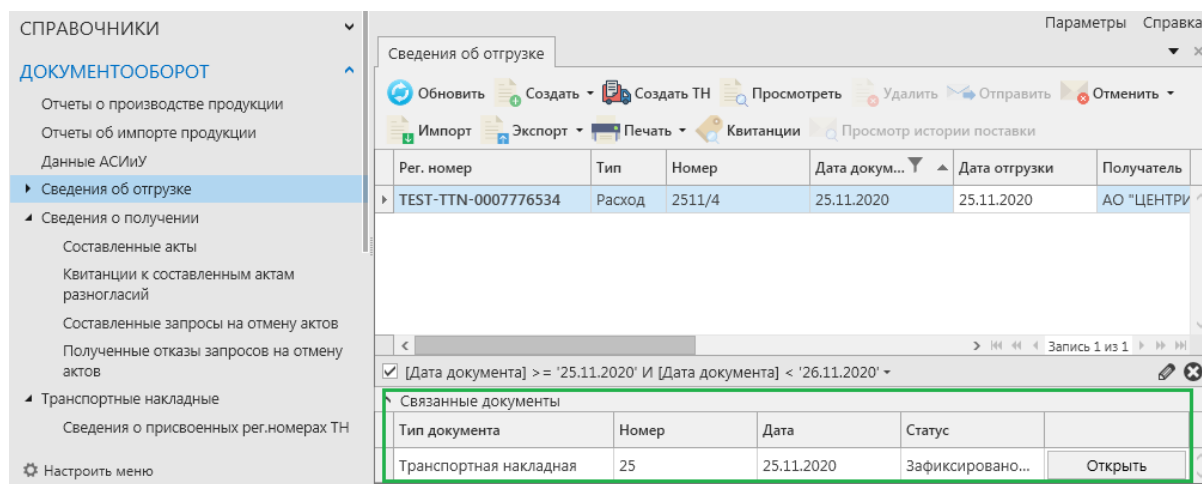 СПРАВОЧНИКИ
ДОКУМЕНТООБОРОТ
Отчеты о производстве продукции
Отчеты об импорте продукции
Данные АСИиУ
Сведения об отгрузке
Сведения о получении
Составленные акты
Квитанции к составленным актам
разногласий
Составленные запросы на отмену актов
Полученные отказы запросов на отмену
актов
Транспортные накладные
Сведения о присвоенных рег.номерах ТН
Настроить меню
Параметры Справка
Сведения об отгрузке
Обновить Создать Создать ТН Просмотреть Удалить Отправить Отменить
Импорт Экспорт Печать Квитанции Просмотр истории поставки
Рег. номер Тип Номер Дата докум... Дата отгрузки Получатель
TEST-TTN-0007776534 Расход 2511/4 25.11.2020 25.11.2020 АО "ЦЕНТРИ
Запись 1 из 1
[Дата документа] >= '25.11.2020' И [Дата документа] < '26.11.2020'
Связанные документы
Тип документа Номер Дата Статус
Транспортная накладная 25 25.11.2020 Зафиксировано... Открыть